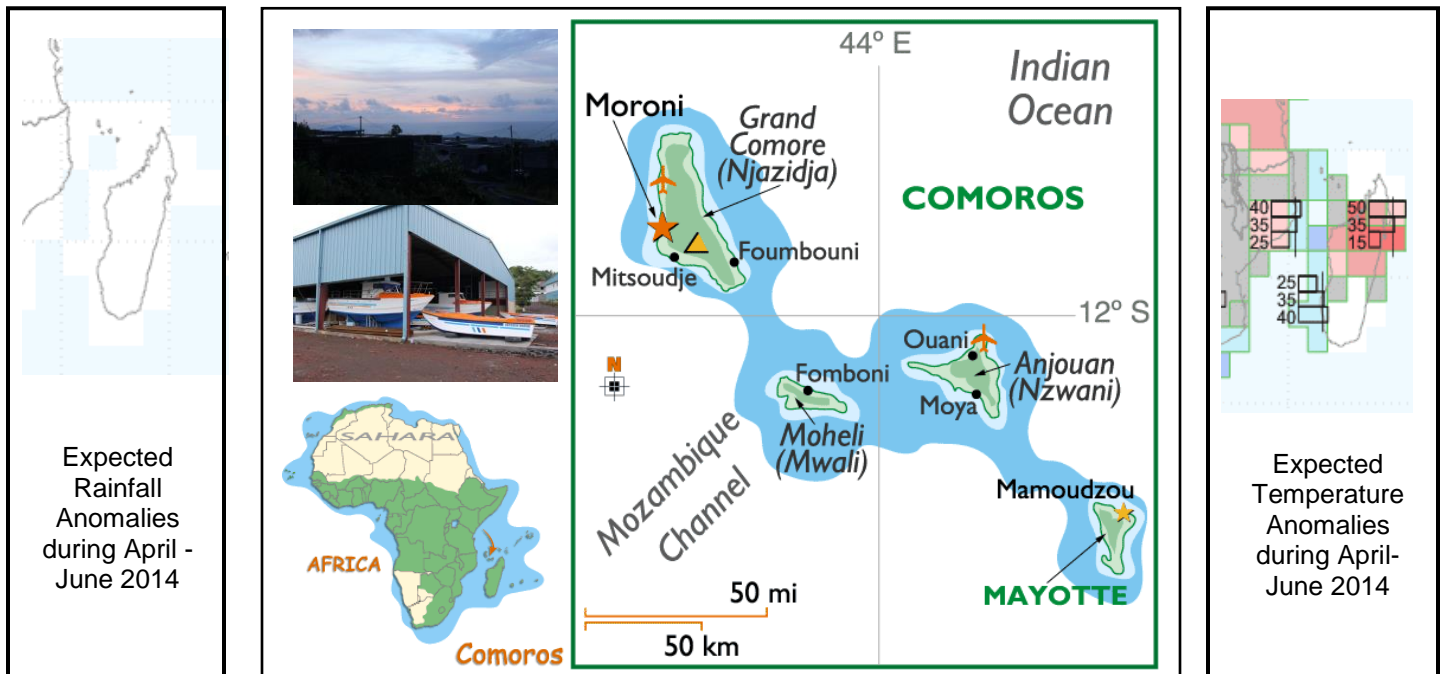 Expected
Rainfall
Anomalies
during April -
June 2014
SAHARA
AFRICA
Comoros
44° E
Indian
Ocean
Moroni
Grand
Comore
(Njazidja)
COMOROS
Foumbouni
Mitsoudje
12° S
N
Ouani
Anjouan
(Nzwani)
Fomboni
Moya
Moheli
(Mwali)
Mozambique
Channel
Mamoudzou
MAYOTTE
50 mi
50 km
40
35
25
50
35
15
25
35
40
Expected
Temperature
Anomalies
during April-
June 2014